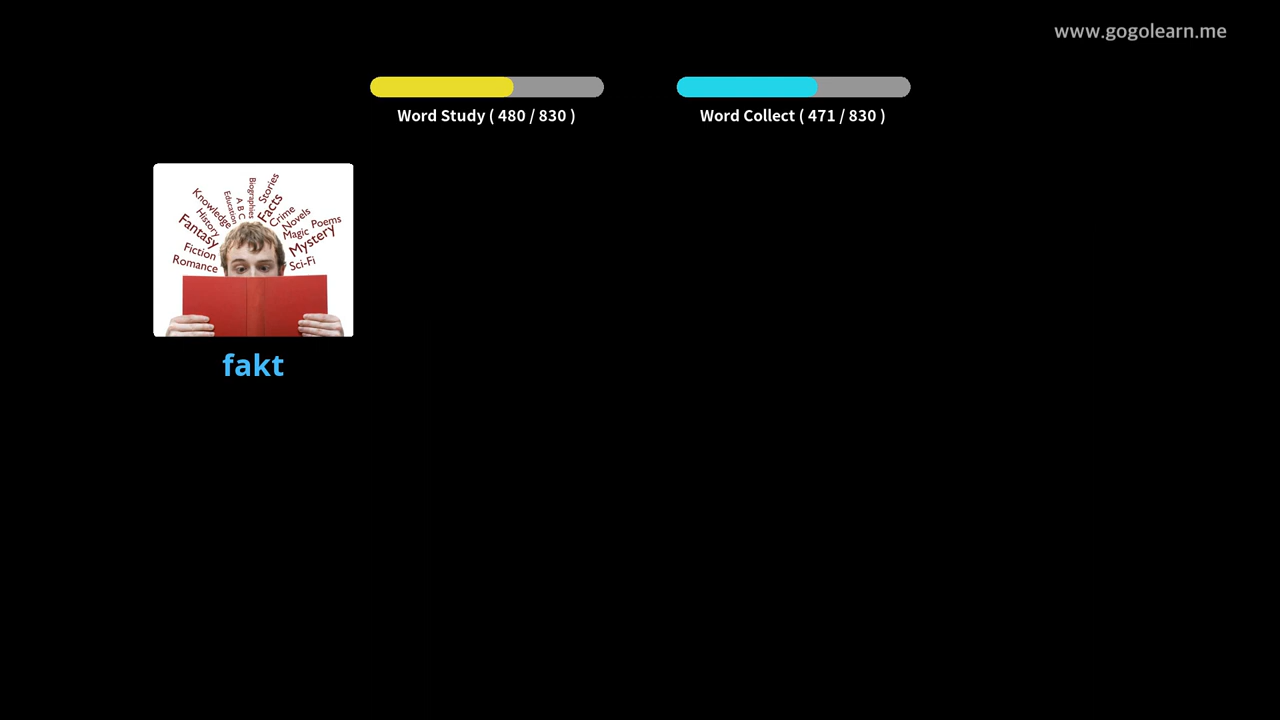 www.gogolearn.me
Word Study ( 480 / 830 )
Word Collect ( 471 / 830 )
Knowledge
History
Fantasy
Fiction
Romance
Education
A B C
Biographies
Stories
Facts
Crime
Novels
Magic
Poems
Mystery
Sci-Fi
fakt